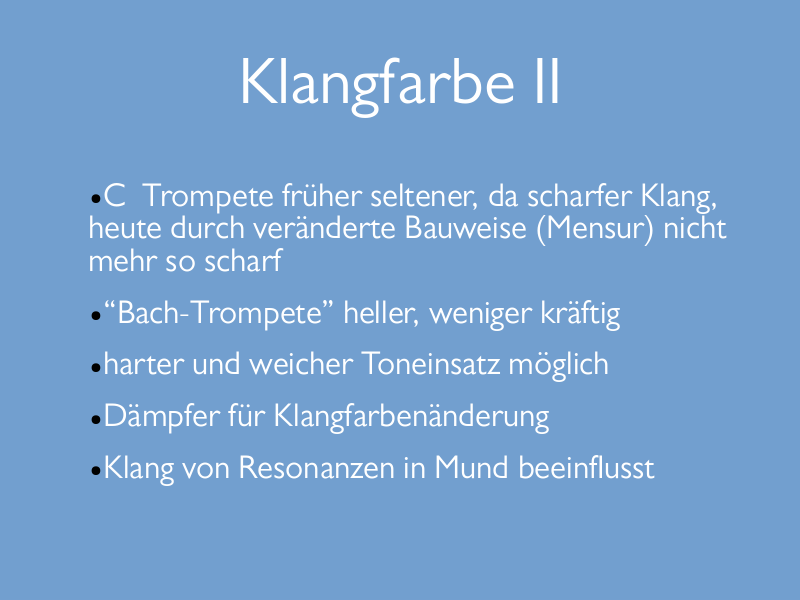 Klangfarbe II
•C  Trompete früher seltener, da scharfer Klang,
heute durch veränderte Bauweise (Mensur) nicht
mehr so scharf
•“Bach-Trompete” heller, weniger kräftig
•harter und weicher Toneinsatz möglich
•Dämpfer für Klangfarbenänderung
•Klang von Resonanzen in Mund beeinflusst